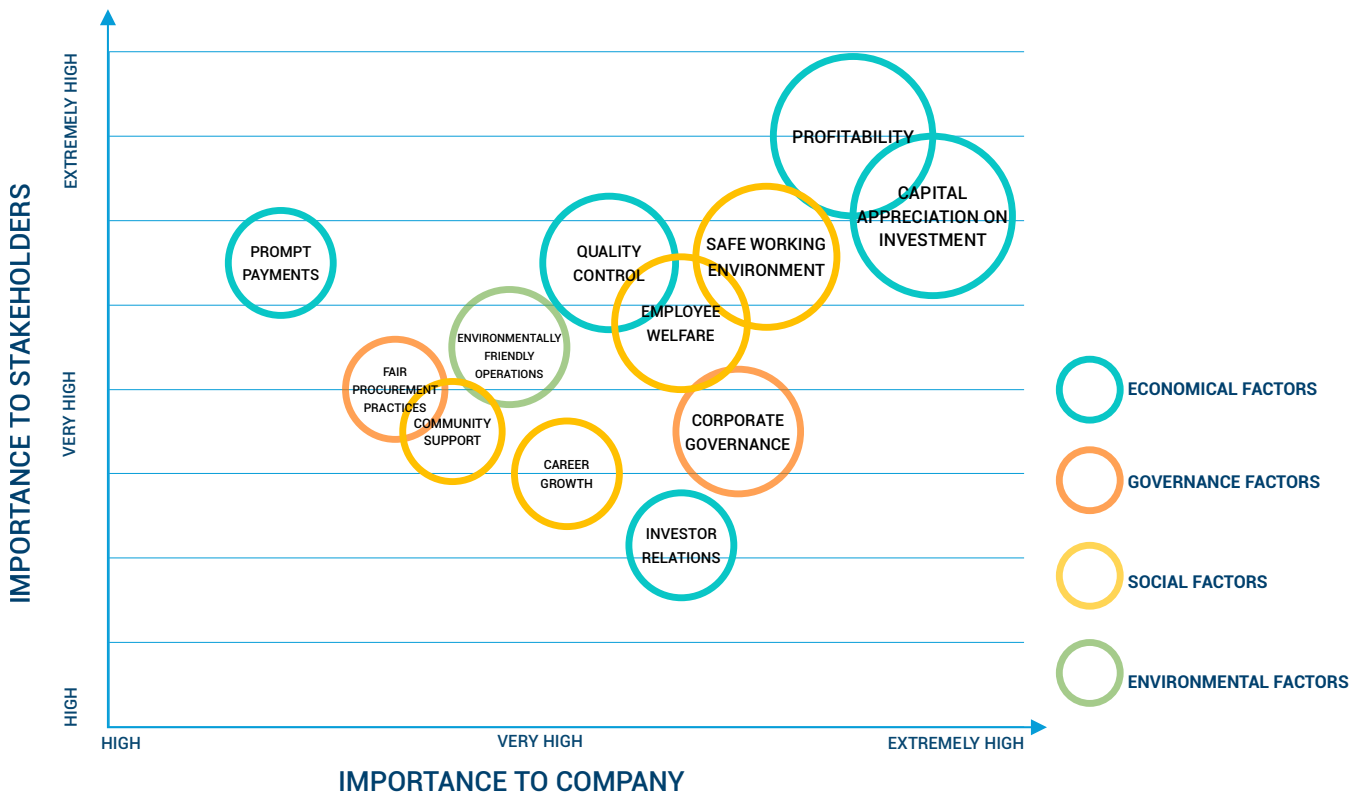 IMPORTANCE TO STAKEHOLDERS
EXTREMELY HIGH
VERY HIGH
HIGH
PROFITABILITY
CAPITAL
APPRECIATION ON
INVESTMENT
PROMPT
PAYMENTS
QUALITY
CONTROL
SAFE WORKING
ENVIRONMENT
EMPLOYEE
WELFARE
ENVIRONMENTALLY
FRIENDLY
OPERATIONS
FAIR
PROCUREMENT
PRACTICES
COMMUNITY
SUPPORT
CORPORATE
GOVERNANCE
CAREER
GROWTH
INVESTOR
RELATIONS
ECONOMICAL FACTORS
GOVERNANCE FACTORS
SOCIAL FACTORS
ENVIRONMENTAL FACTORS
HIGH
VERY HIGH
EXTREMELY HIGH
IMPORTANCE TO COMPANY